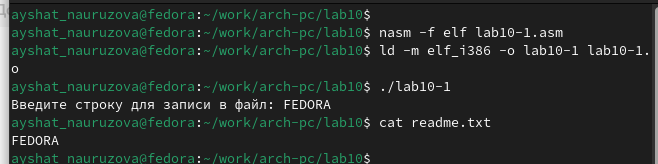 ayshat_nauruzova@fedora:~/work/arch-pc/lab10$
ayshat_nauruzova@fedora:~/work/arch-pc/lab10$ nasm -f elf lab10-1.asm
ayshat_nauruzova@fedora:~/work/arch-pc/lab10$ ld -m elf_i386 -o lab10-1 lab10-1.
o
ayshat_nauruzova@fedora:~/work/arch-pc/lab10$ ./lab10-1
Введите строку для записи в файл: FEDORA
ayshat_nauruzova@fedora:~/work/arch-pc/lab10$ cat readme.txt
FEDORA
ayshat_nauruzova@fedora:~/work/arch-pc/lab10$